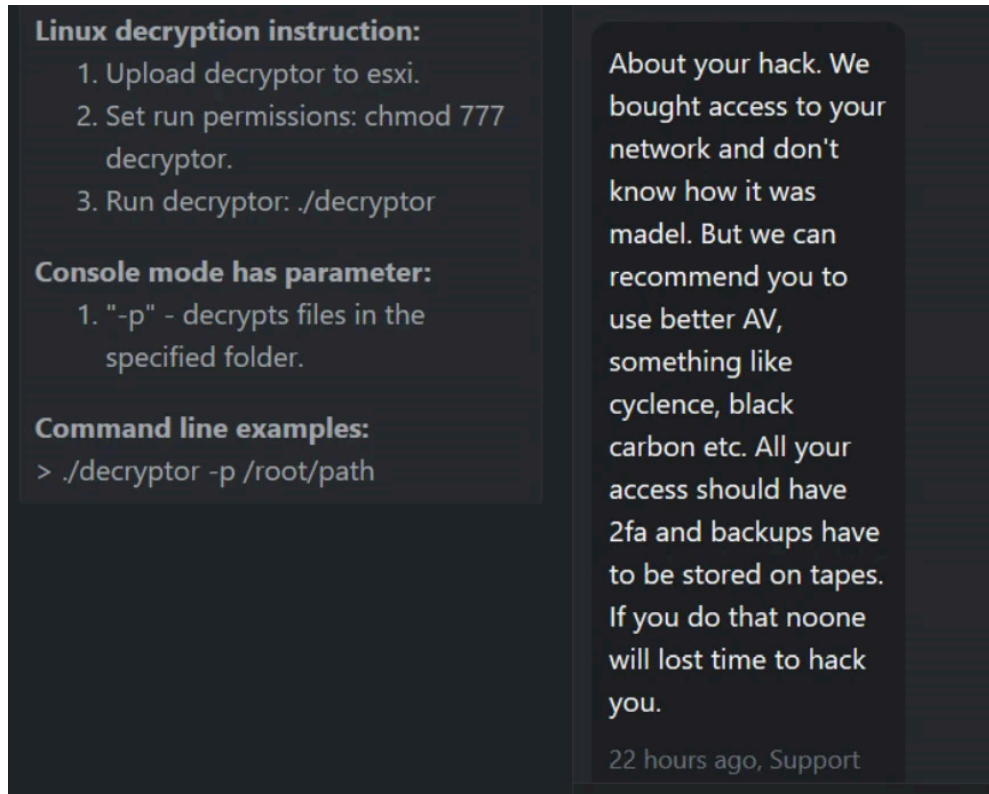 Linux decryption instruction:
1. Upload decryptor to esxi.
2. Set run permissions: chmod 777
decryptor.
3. Run decryptor: ./decryptor
Console mode has parameter:
1. "-p" - decrypts files in the
specified folder.
Command line examples:
> ./decryptor -p /root/path
About your hack. We
bought access to your
network and don't
know how it was
madel. But we can
recommend you to
use better AV,
something like
cyclence, black
carbon etc. All your
access should have
2fa and backups have
to be stored on tapes.
If you do that noone
will lost time to hack
you.
22 hours ago, Support